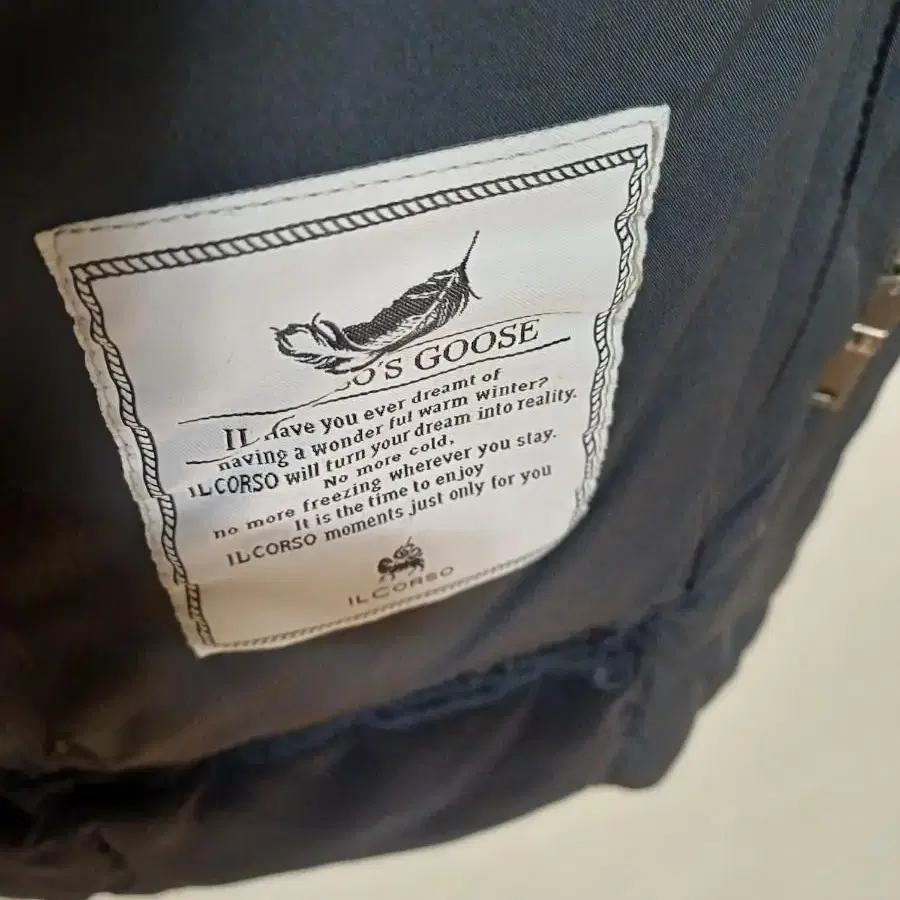 IL O'S GOOSE
Have you ever dreamt of
having a wonder ful warm winter?
ILCORSO will turn your dream into reality.
No more cold,
no more freezing wherever you stay.
It is the time to enjoy
ILCORSO moments just only for you
ILCORSO